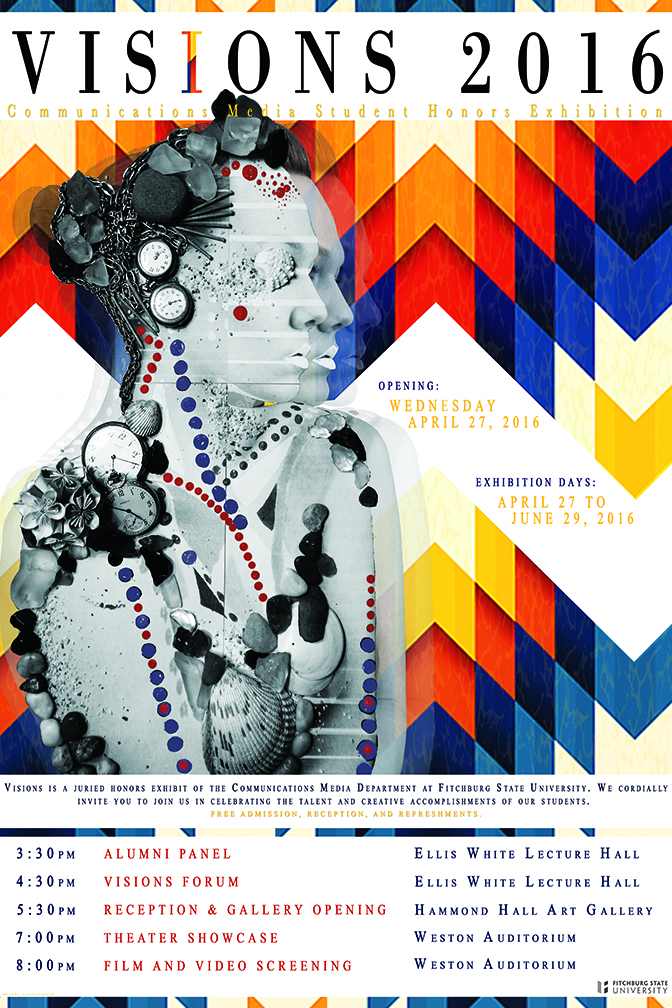 VISIONS 2016
Communications Media Student Honors Exhibition
OPENING:
WEDNESDAY
APRIL 27, 2016
EXHIBITION DAYS:
APRIL 27 TO
JUNE 29, 2016
VISIONS IS A JURIED HONORS EXHIBIT OF THE COMMUNICATIONS MEDIA DEPARTMENT AT FITCHBURG STATE UNIVERSITY. WE CORDIALLY
INVITE YOU TO JOIN US IN CELEBRATING THE TALENT AND CREATIVE ACCOMPLISHMENTS OF OUR STUDENTS.
FREE ADMISSION, RECEPTION, AND REFRESHMENTS.
3:30PM ALUMNI PANEL ELLIS WHITE LECTURE HALL
4:30PM VISIONS FORUM ELLIS WHITE LECTURE HALL
5:30PM RECEPTION & GALLERY OPENING HAMMOND HALL ART GALLERY
7:00PM THEATER SHOWCASE WESTON AUDITORIUM
8:00PM FILM AND VIDEO SCREENING WESTON AUDITORIUM
FITCHBURG STATE
UNIVERSITY